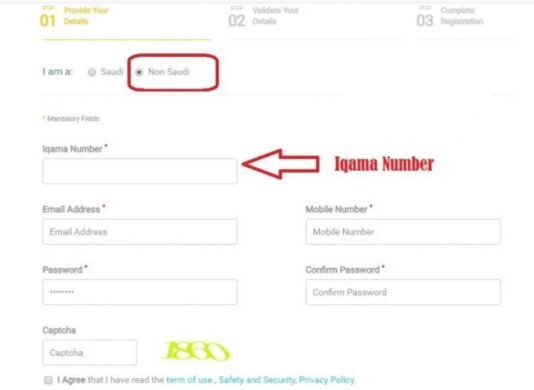 STEP 01 Provide Your Details
STEP 02 Validate Your Details
STEP 03 Complete Registration
I am a: Saudi Non Saudi
* Mandatory Fields
Iqama Number *
Iqama Number
Email Address * Mobile Number *
Email Address Mobile Number
Password * Confirm Password *
•••••••• Confirm Password
Captcha
Captcha 1860
I Agree that I have read the term of use., Safety and Security, Privacy Policy.